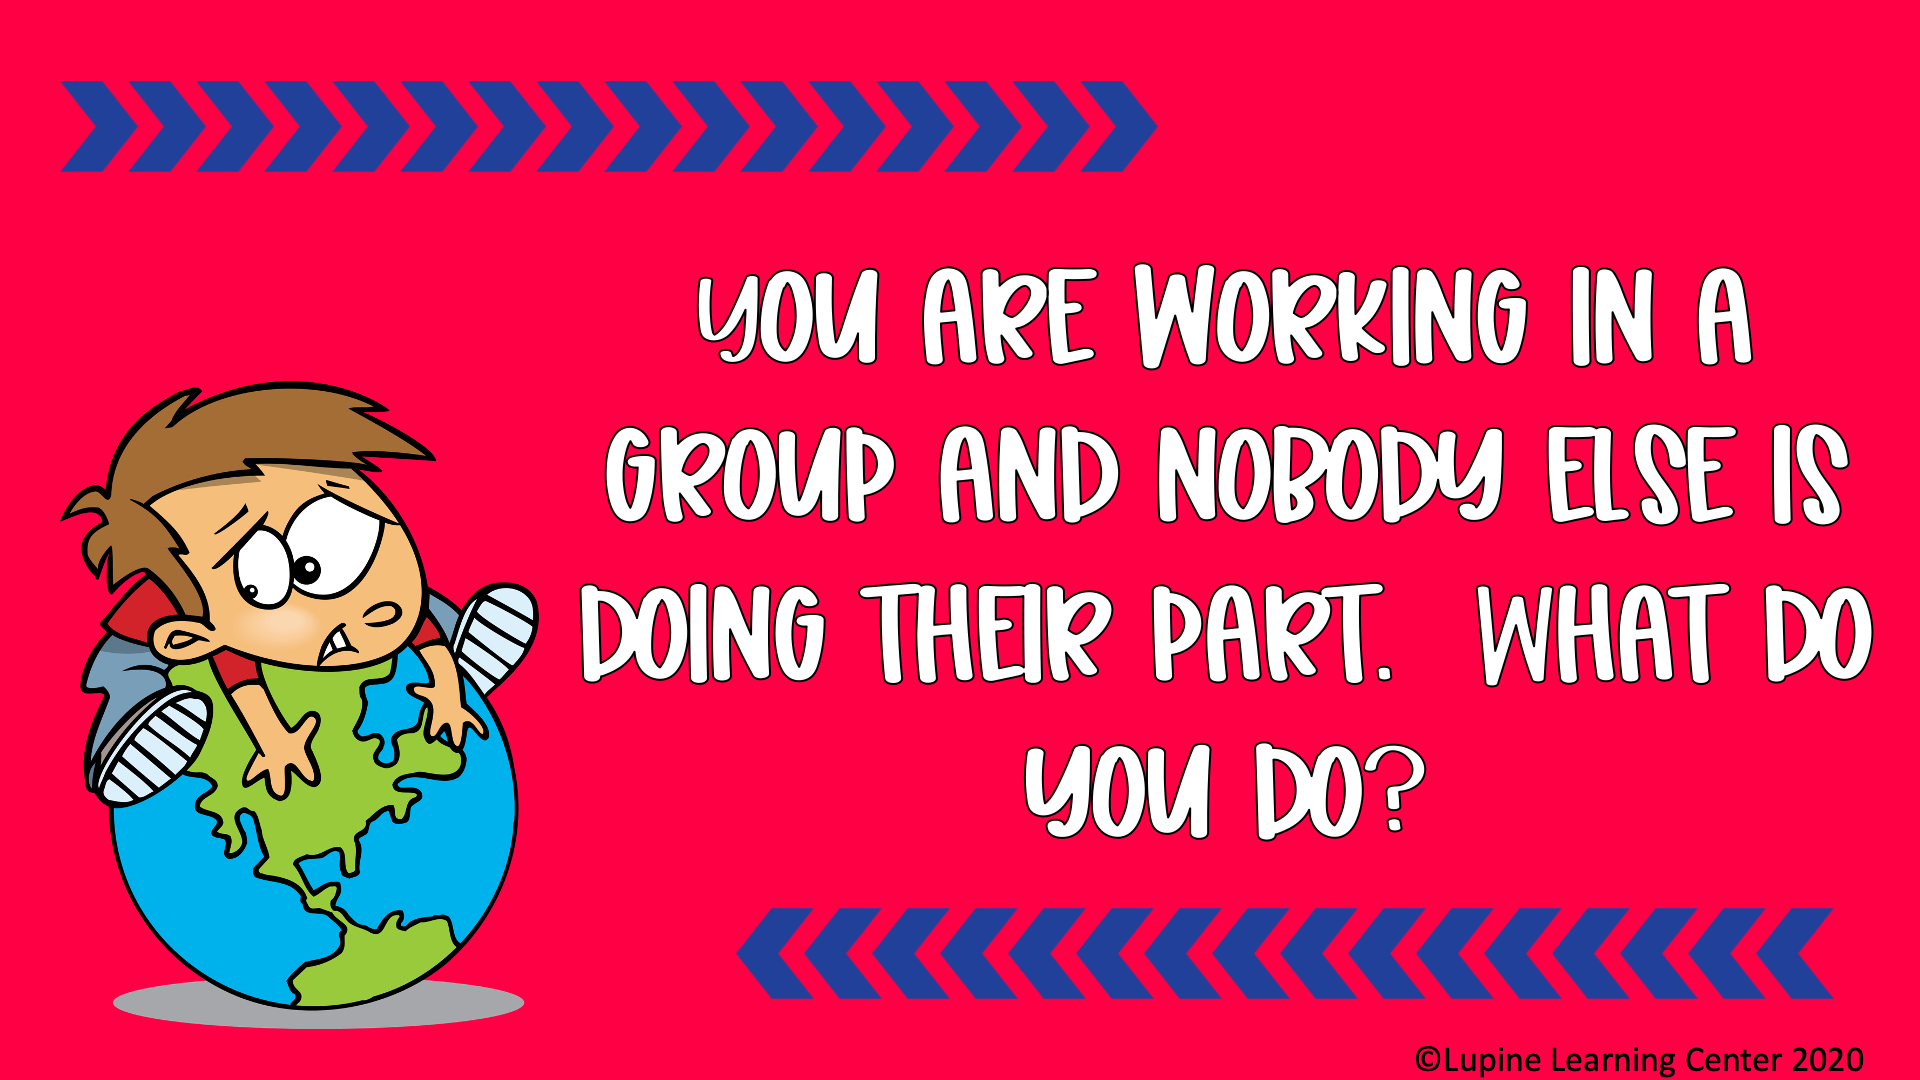 YOU ARE WORKING IN A
GROUP AND NOBODY ELSE IS
DOING THEIR PART. WHAT DO
YOU DO?
©Lupine Learning Center 2020